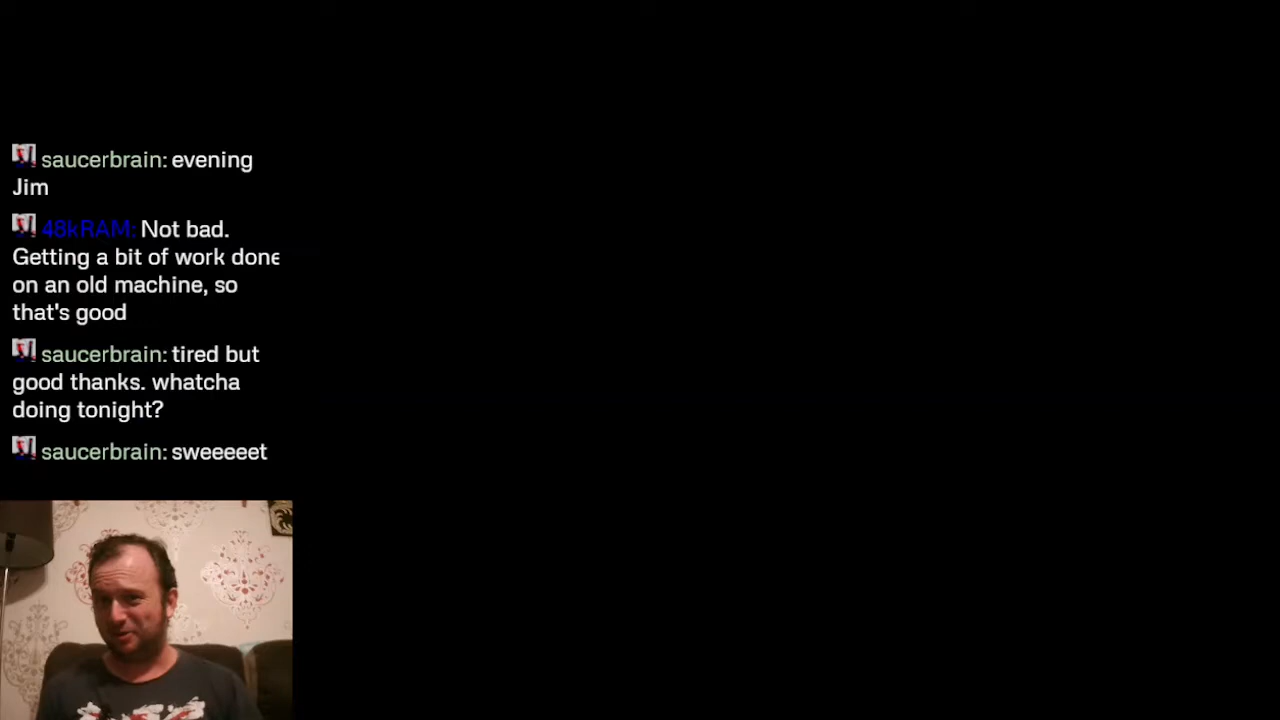 saucerbrain: evening
Jim
48kRAM: Not bad.
Getting a bit of work done
on an old machine, so
that's good
saucerbrain: tired but
good thanks. whatcha
doing tonight?
saucerbrain: sweeeeet